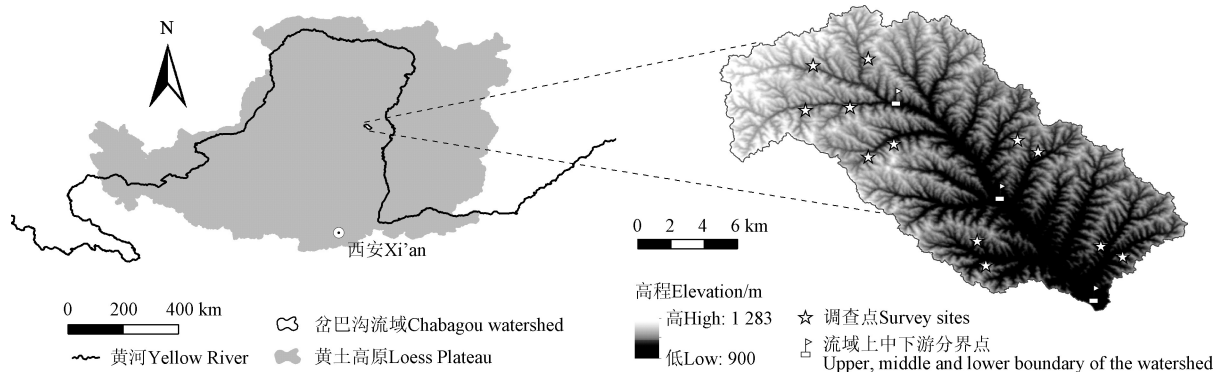 N
西安Xi’an
0 200 400 km
黄河Yellow River
岔巴沟流域Chabagou watershed
黄土高原Loess Plateau
0 2 4 6 km
高程Elevation/m
高High: 1 283
低Low: 900
调查点Survey sites
流域上中下游分界点
Upper, middle and lower boundary of the watershed